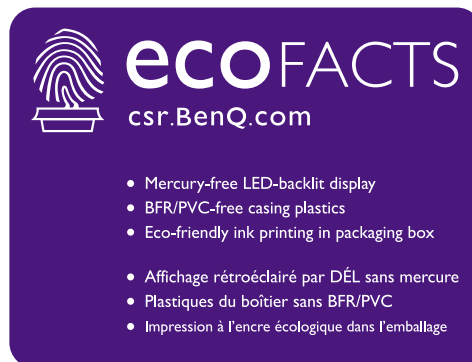 ecoFACTS
csr.BenQ.com
• Mercury-free LED-backlit display
• BFR/PVC-free casing plastics
• Eco-friendly ink printing in packaging box
• Affichage rétroéclairé par DÉL sans mercure
• Plastiques du boîtier sans BFR/PVC
• Impression à l'encre écologique dans l'emballage